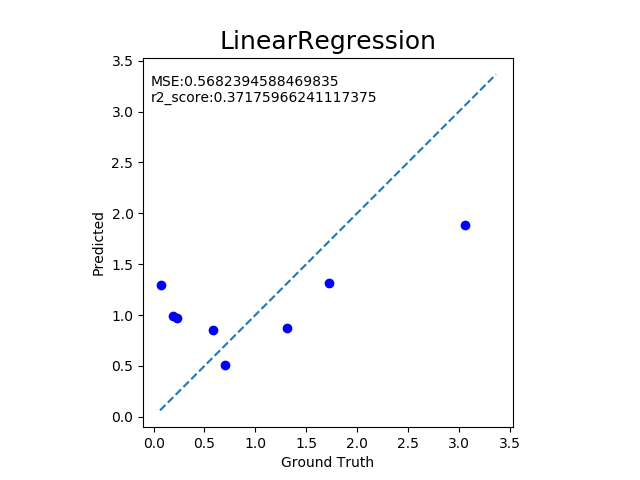 LinearRegression
MSE:0.5682394588469835
r2_score:0.37175966241117375
3.5
3.0
2.5
2.0
1.5
1.0
0.5
0.0
Predicted
0.0 0.5 1.0 1.5 2.0 2.5 3.0 3.5
Ground Truth